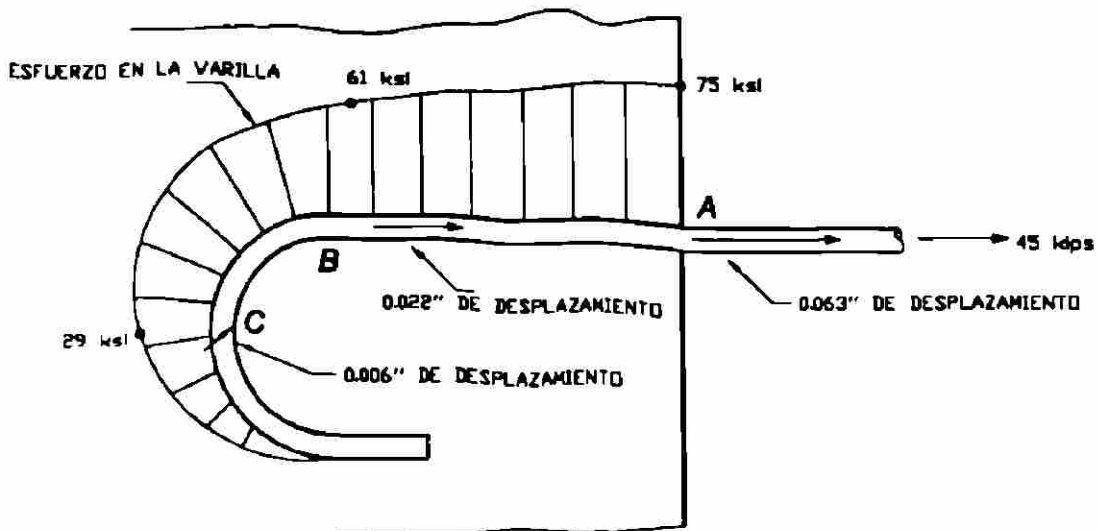 ESFUERZO EN LA VARILLA
61 ksi
75 ksi
A
45 kips
B
0.022" DE DESPLAZAMIENTO
0.063" DE DESPLAZAMIENTO
C
29 ksi
0.006" DE DESPLAZAMIENTO